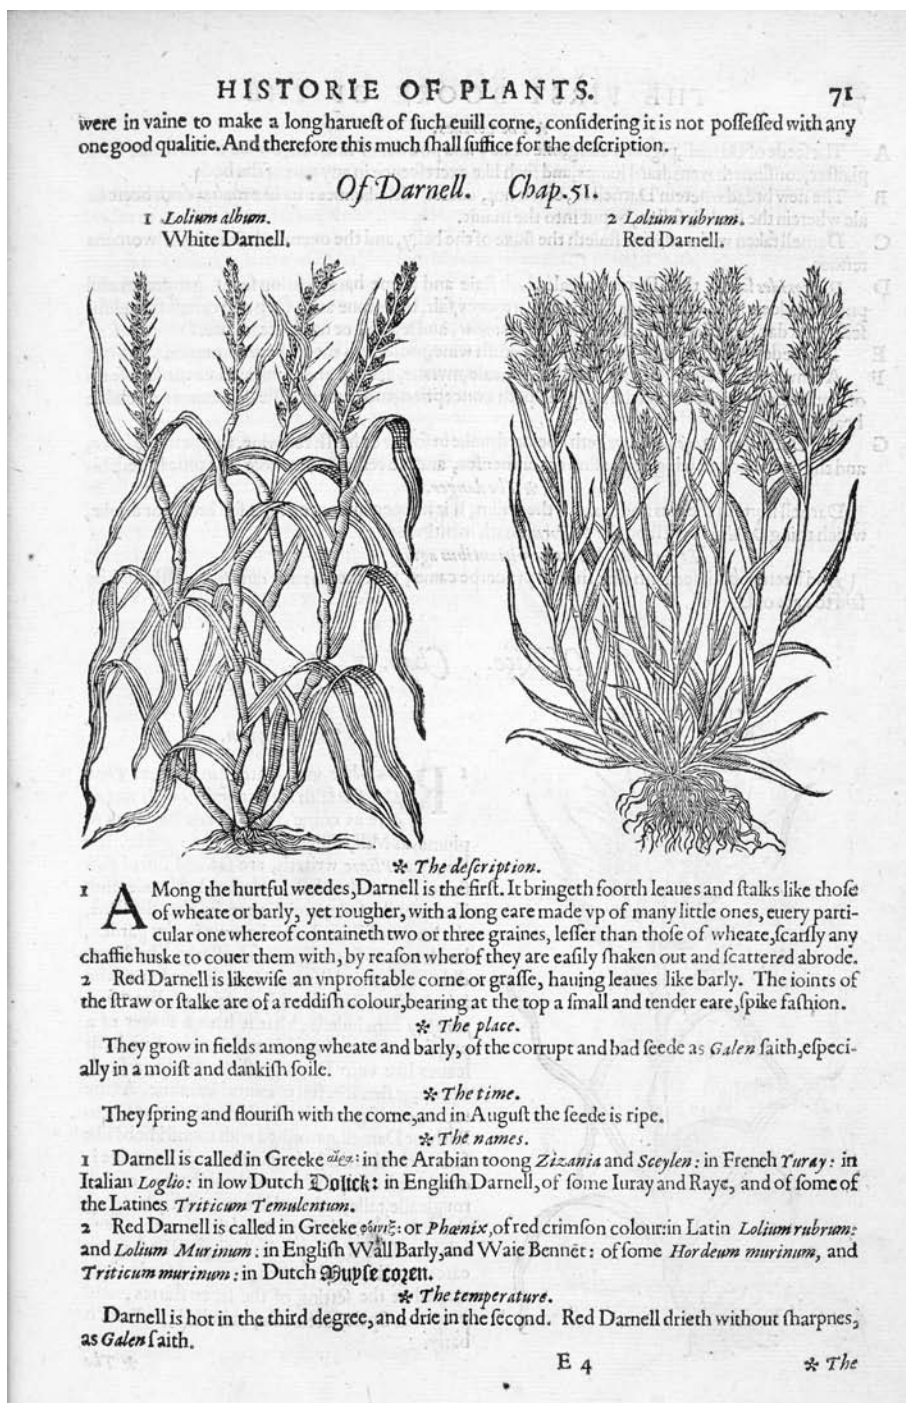 HISTORIE OF PLANTS. 71
were in vaine to make a long harueſt of ſuch euill corne, conſidering it is not poſſeſſed with any
one good qualitie. And therefore this much ſhall ſuffice for the deſcription.
Of Darnell. Chap. 51.
1 Lolium album.
White Darnell.
2 Lolium rubrum.
Red Darnell.
✻ The deſcription.
1 AMong the hurtful weedes, Darnell is the firſt. It bringeth foorth leaues and ſtalks like thoſe
of wheate or barly, yet rougher, with a long eare made vp of many little ones, euery parti-
cular one whereof containeth two or three graines, leſſer than thoſe of wheate, ſcarſly any
chaffie huske to couer them with, by reaſon wherof they are eaſily ſhaken out and ſcattered abrode.
2 Red Darnell is likewiſe an vnprofitable corne or graſſe, hauing leaues like barly. The ioints of
the ſtraw or ſtalke are of a reddiſh colour, bearing at the top a ſmall and tender eare, ſpike faſhion.
✻ The place.
They grow in fields among wheate and barly, of the corrupt and bad ſeede as Galen ſaith, eſpeci-
ally in a moiſt and dankiſh ſoile.
✻ The time.
They ſpring and flouriſh with the corne, and in Auguſt the ſeede is ripe.
✻ The names.
1 Darnell is called in Greeke αἶρα: in the Arabian toong Zizania and Sceylen: in French Yuray: in
Italian Loglio: in low Dutch Dolick: in Engliſh Darnell, of ſome Iuray and Raye, and of ſome of
the Latines Triticum Temulentum.
2 Red Darnell is called in Greeke φοίνιξ: or Phœnix, of red crimſon colour: in Latin Lolium rubrum:
and Lolium Murinum: in Engliſh Wall Barly, and Waie Bennēt: of ſome Hordeum murinum, and
Triticum murinum: in Dutch Muyſe coren.
✻ The temperature.
Darnell is hot in the third degree, and drie in the ſecond. Red Darnell drieth without ſharpnes,
as Galen ſaith.
E 4 ✻ The